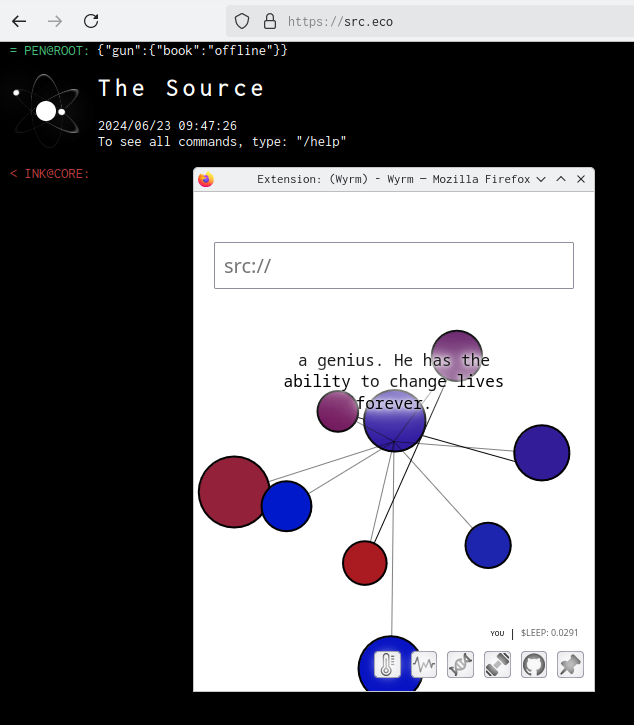 https://src.eco
= PEN@ROOT: {"gun":{"book":"offline"}}
The Source
2024/06/23 09:47:26
To see all commands, type: "/help"
< INK@CORE:
Extension: (Wyrm) - Wyrm — Mozilla Firefox
src://
a genius. He has the
ability to change lives
forever.
YOU | $LEEP: 0.0291